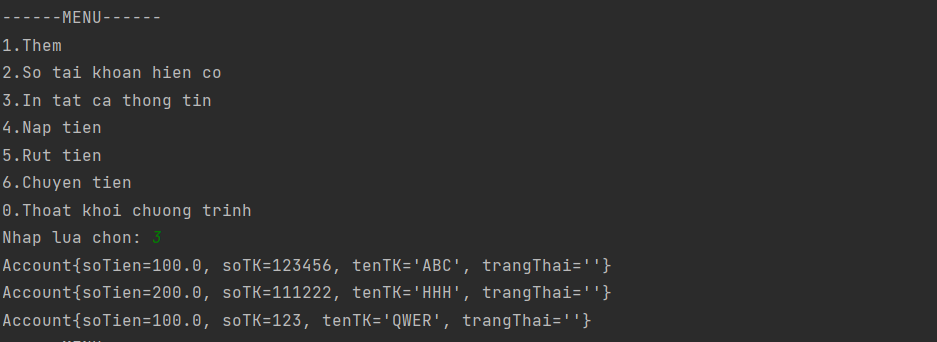 ------MENU------
1.Them
2.So tai khoan hien co
3.In tat ca thong tin
4.Nap tien
5.Rut tien
6.Chuyen tien
0.Thoat khoi chuong trinh
Nhap lua chon: 3
Account{soTien=100.0, soTK=123456, tenTK='ABC', trangThai=''}
Account{soTien=200.0, soTK=111222, tenTK='HHH', trangThai=''}
Account{soTien=100.0, soTK=123, tenTK='QWER', trangThai=''}